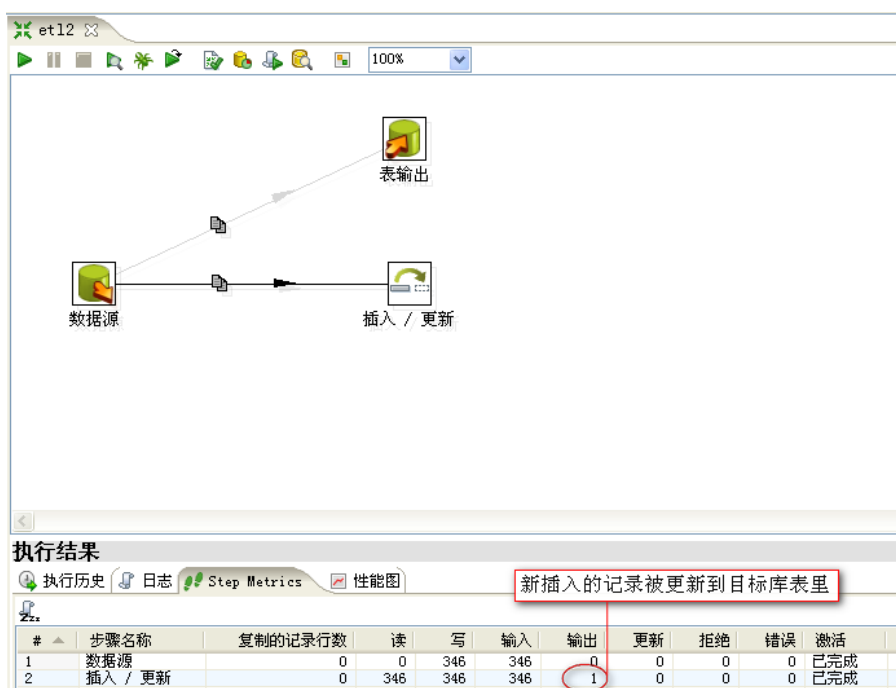 etl2
100%
表输出
数据源
插入 / 更新
执行结果
执行历史 日志 Step Metrics 性能图
新插入的记录被更新到目标库表里
# 步骤名称 复制的记录行数 读 写 输入 输出 更新 拒绝 错误 激活
1 数据源 0 0 346 346 0 0 0 0 已完成
2 插入 / 更新 0 346 346 346 1 0 0 0 已完成